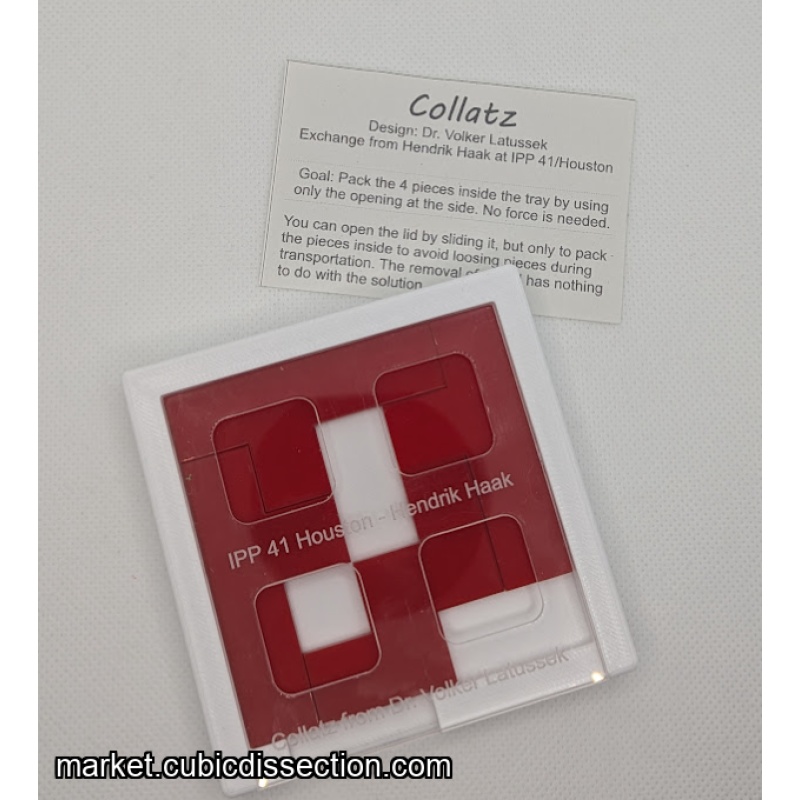 Collatz
Design: Dr. Volker Latussek
Exchange from Hendrik Haak at IPP 41/Houston
Goal: Pack the 4 pieces inside the tray by using
only the opening at the side. No force is needed.
You can open the lid by sliding it, but only to pack
the pieces inside to avoid loosing pieces during
transportation. The removal has nothing
to do with the solution
IPP 41 Houston - Hendrik Haak
Collatz from Dr. Volker Latussek
market.cubicdissection.com